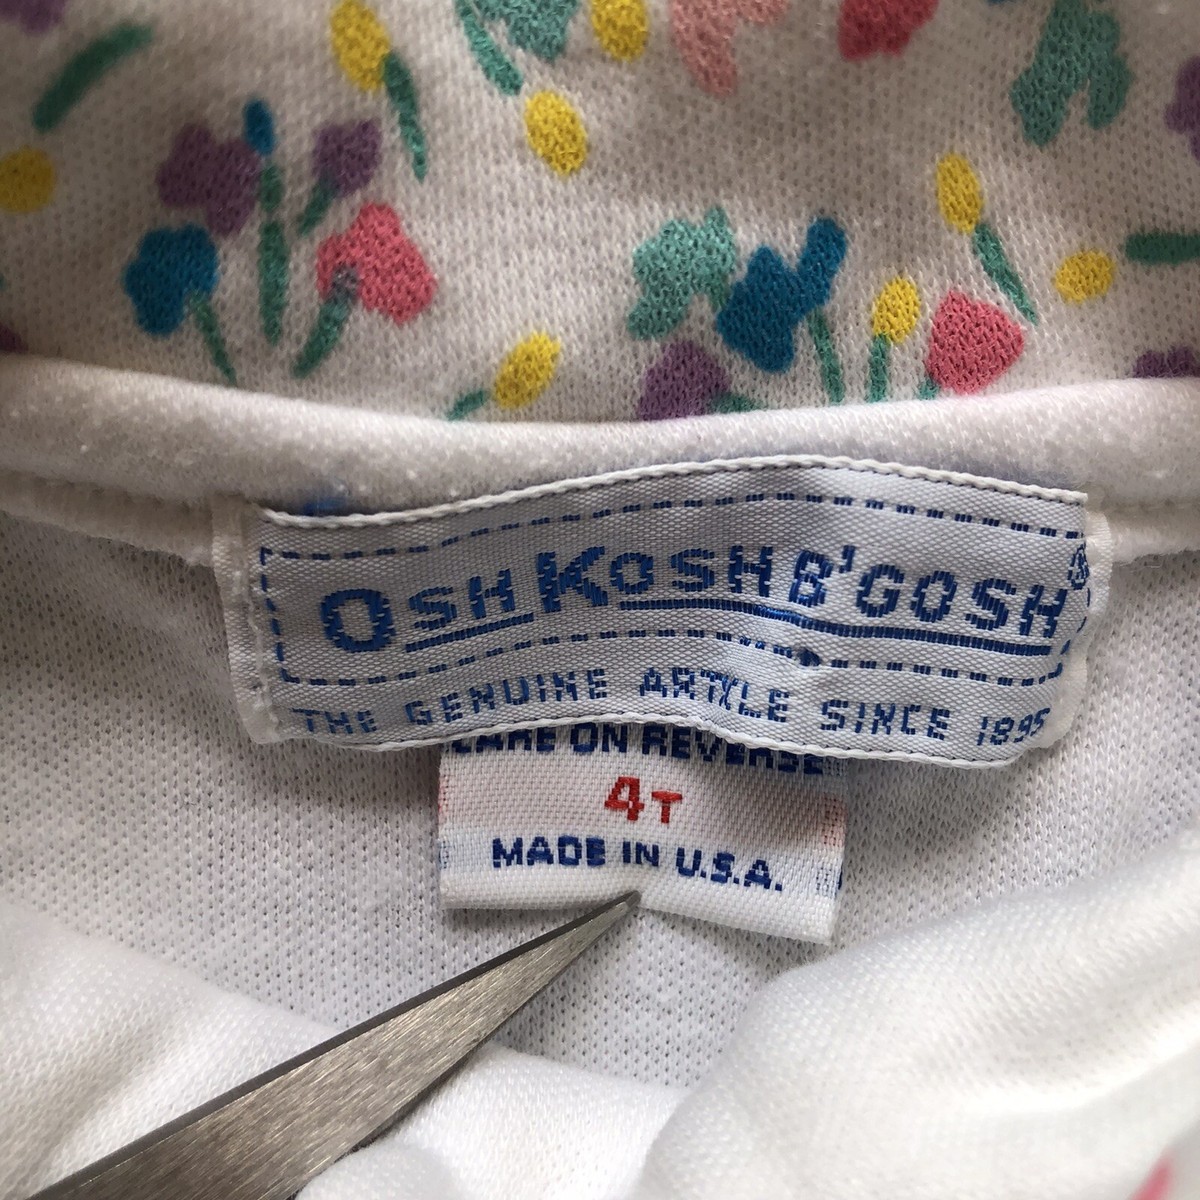 OSHKOSH B'GOSH®
THE GENUINE ARTICLE SINCE 1895
CARE ON REVERSE
4T
MADE IN U.S.A.